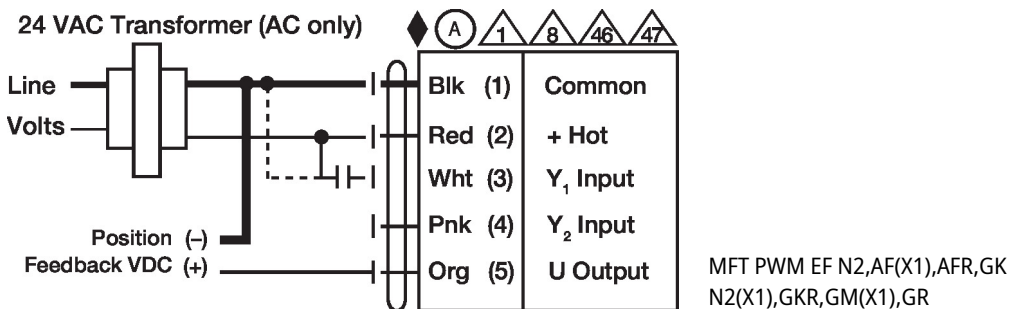 24 VAC Transformer (AC only)
A 1 8 46 47
Line
Volts
Blk (1) Common
Red (2) + Hot
Wht (3) Y1 Input
Pnk (4) Y2 Input
Position (–)
Feedback VDC (+)
Org (5) U Output
MFT PWM EF N2,AF(X1),AFR,GK
N2(X1),GKR,GM(X1),GR